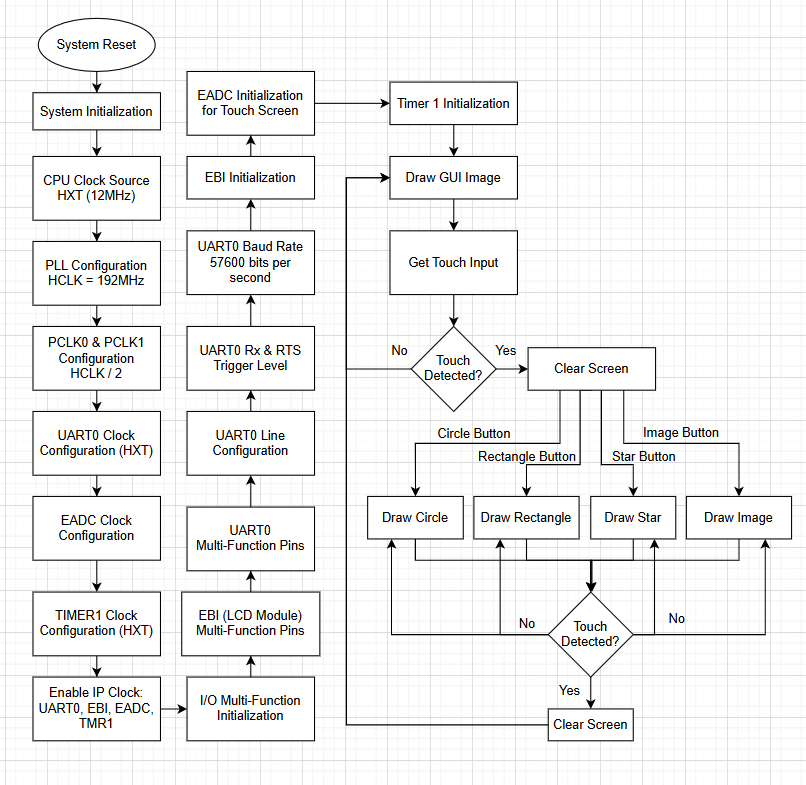 System Reset
System Initialization
CPU Clock Source
HXT (12MHz)
PLL Configuration
HCLK = 192MHz
PCLK0 & PCLK1
Configuration
HCLK / 2
UART0 Clock
Configuration (HXT)
EADC Clock
Configuration
TIMER1 Clock
Configuration (HXT)
Enable IP Clock:
UART0, EBI, EADC,
TMR1
I/O Multi-Function
Initialization
EBI (LCD Module)
Multi-Function Pins
UART0
Multi-Function Pins
UART0 Line
Configuration
UART0 Rx & RTS
Trigger Level
UART0 Baud Rate
57600 bits per
second
EBI Initialization
EADC Initialization
for Touch Screen
Timer 1 Initialization
Draw GUI Image
Get Touch Input
Touch
Detected?
No
Yes
Clear Screen
Circle Button
Rectangle Button
Star Button
Image Button
Draw Circle
Draw Rectangle
Draw Star
Draw Image
Touch
Detected?
No
No
Yes
Clear Screen